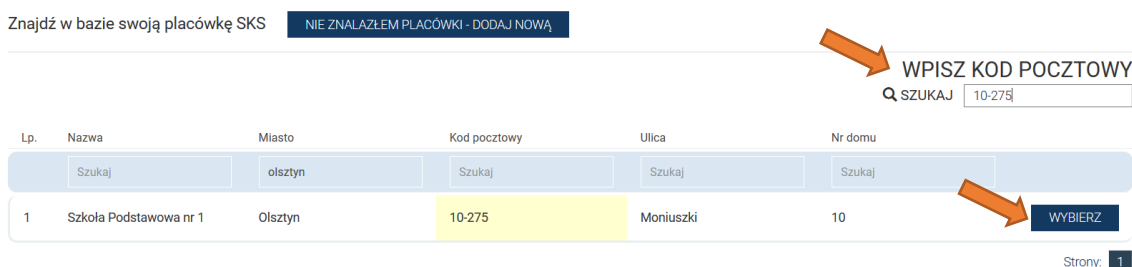 Znajdź w bazie swoją placówkę SKS NIE ZNALAZŁEM PLACÓWKI - DODAJ NOWĄ
WPISZ KOD POCZTOWY
SZUKAJ 10-275
Lp. Nazwa Miasto Kod pocztowy Ulica Nr domu
Szukaj olsztyn Szukaj Szukaj Szukaj
1 Szkoła Podstawowa nr 1 Olsztyn 10-275 Moniuszki 10 WYBIERZ
Strony: 1